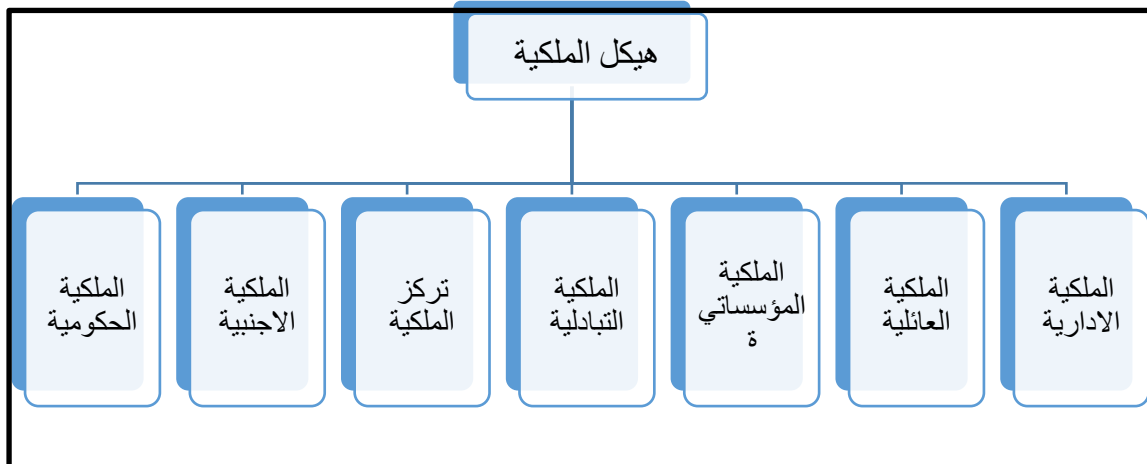 هيكل الملكية
الملكية
الادارية
الملكية
العائلية
الملكية
المؤسساتي
ة
الملكية
التبادلية
تركز
الملكية
الملكية
الاجنبية
الملكية
الحكومية